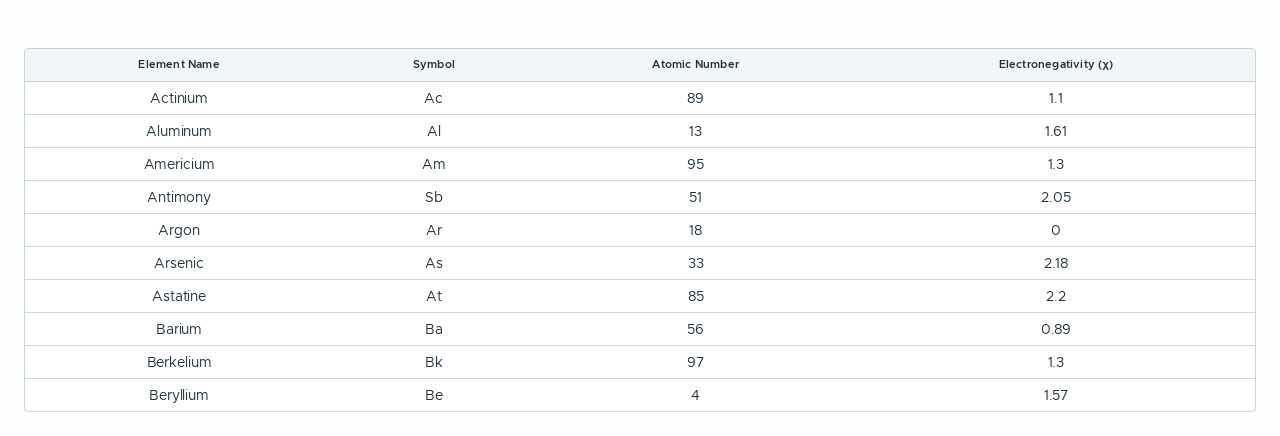 Element Name Symbol Atomic Number Electronegativity (χ)
Actinium Ac 89 1.1
Aluminum Al 13 1.61
Americium Am 95 1.3
Antimony Sb 51 2.05
Argon Ar 18 0
Arsenic As 33 2.18
Astatine At 85 2.2
Barium Ba 56 0.89
Berkelium Bk 97 1.3
Beryllium Be 4 1.57